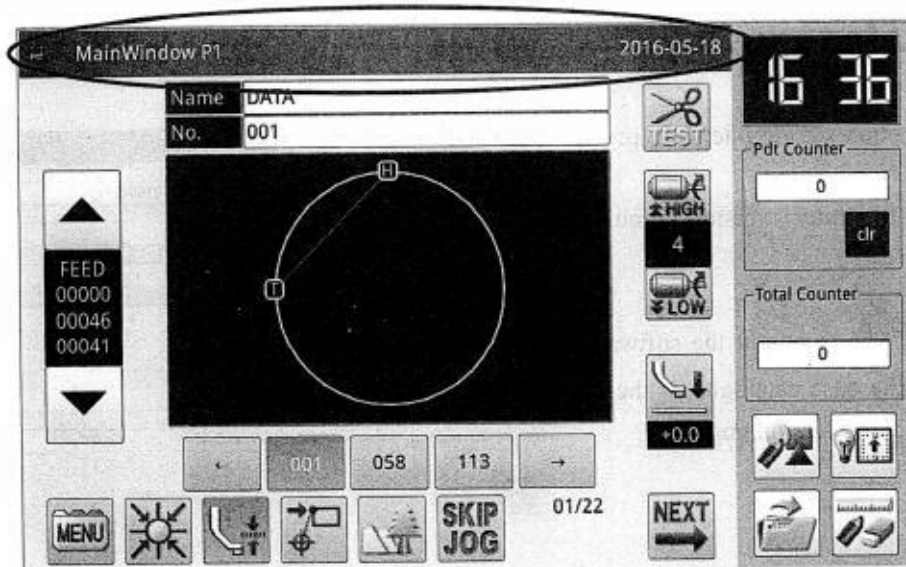 MainWindow P1
2016-05-18
16 36
Name DATA
No. 001
TEST
Pdt Counter
0
clr
HIGH
4
LOW
FEED
00000
00046
00041
H
Total Counter
0
+0.0
← 001 058 113 →
01/22
MENU
SKIP
JOG
NEXT